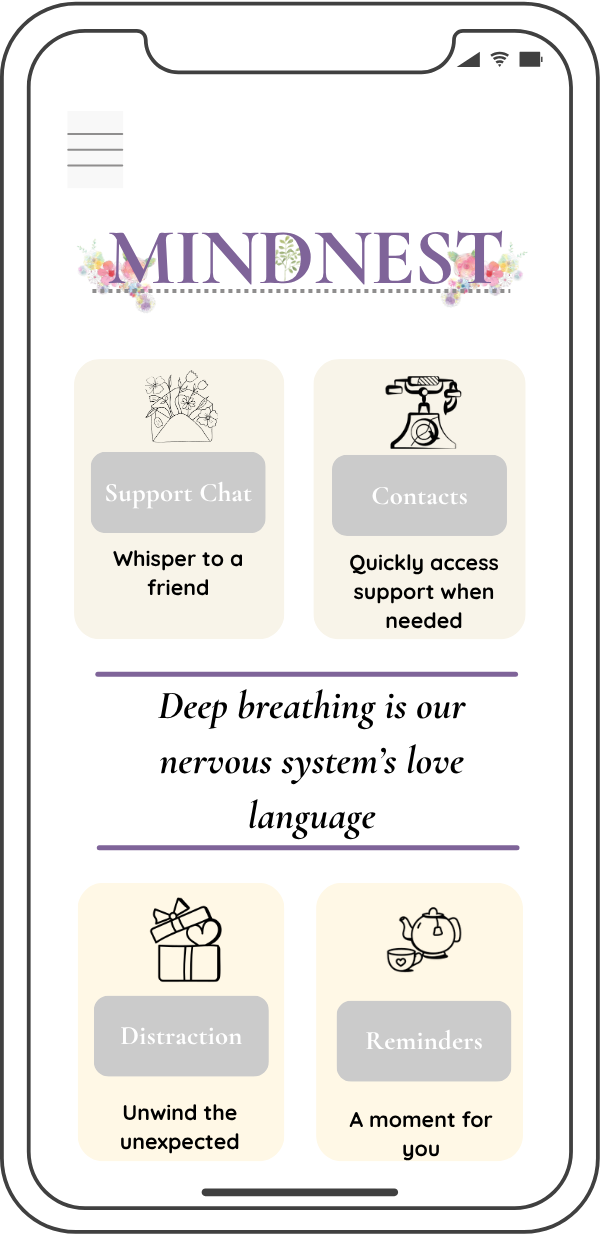 MINDNEST
Support Chat
Whisper to a
friend
Contacts
Quickly access
support when
needed
Deep breathing is our
nervous system’s love
language
Distraction
Unwind the
unexpected
Reminders
A moment for
you